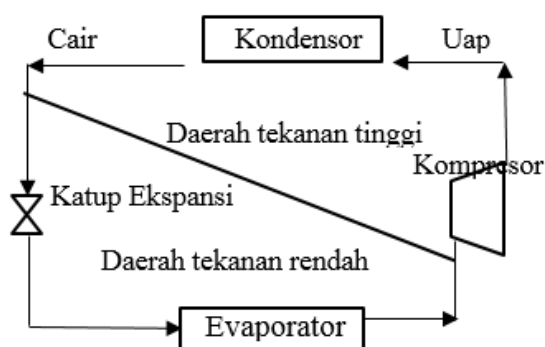 Cair
Kondensor
Uap
Daerah tekanan tinggi
Kompresor
Katup Ekspansi
Daerah tekanan rendah
Evaporator